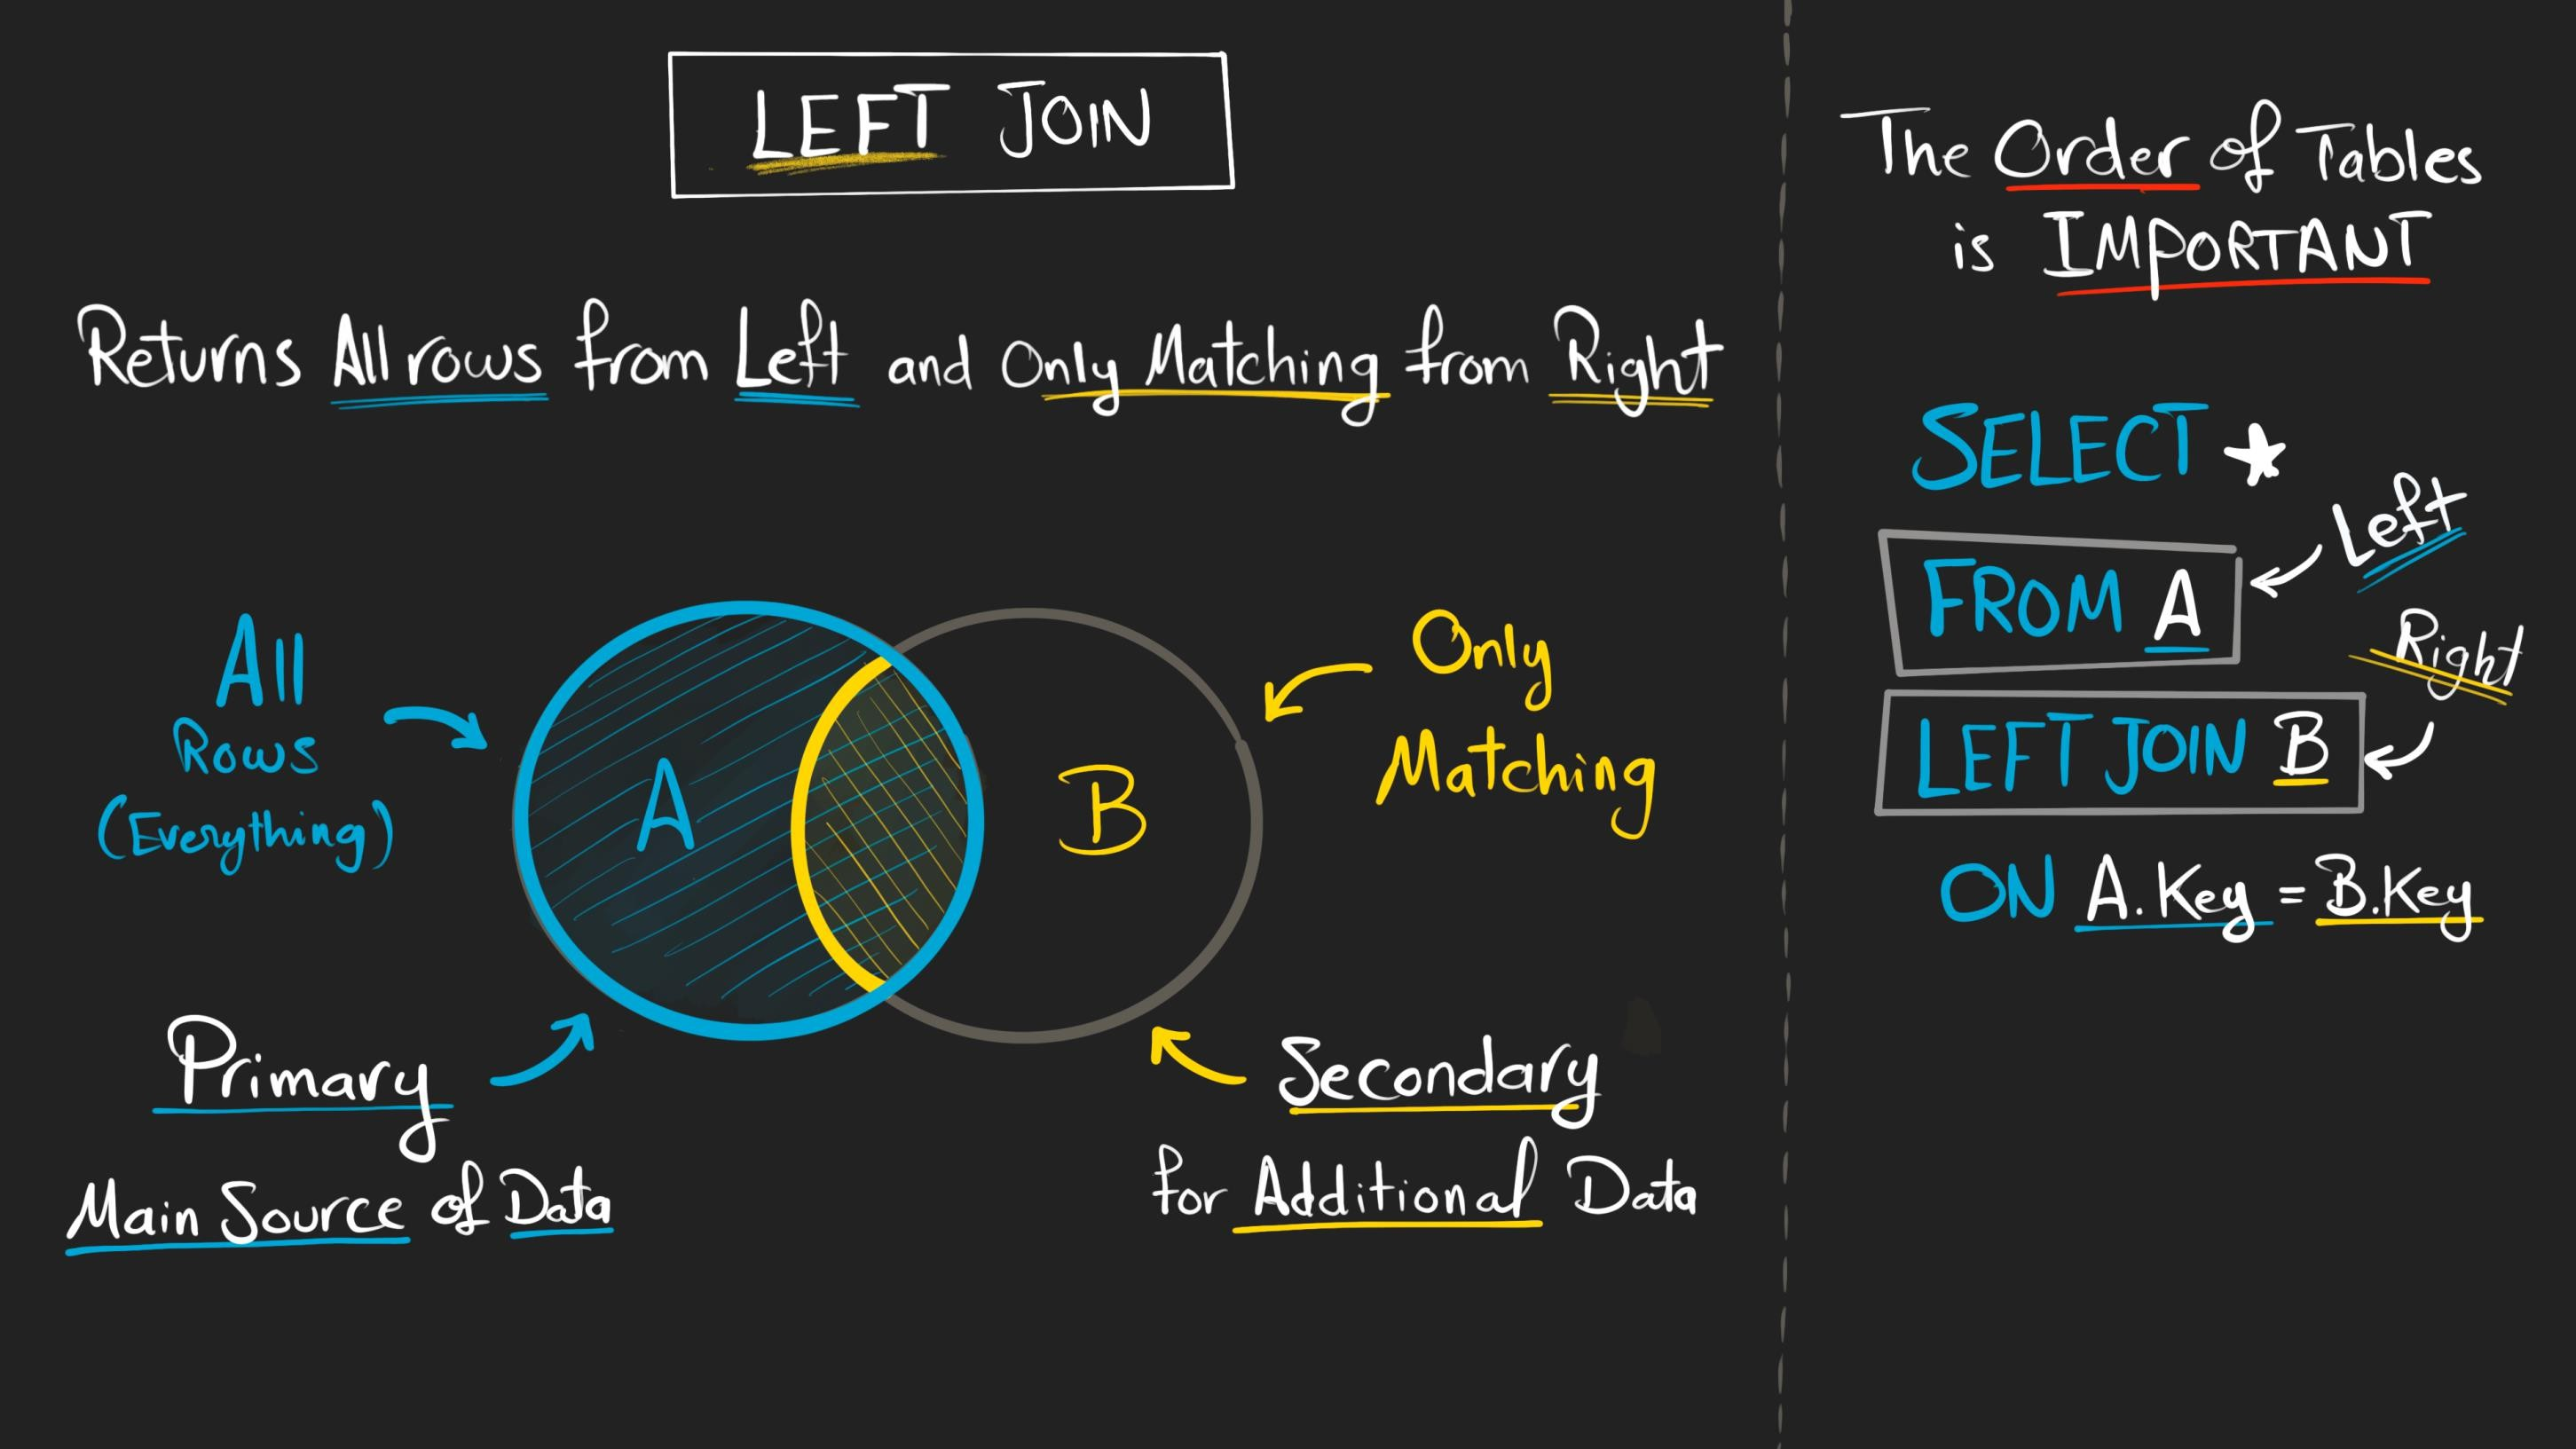 LEFT JOIN
Returns All rows from Left and Only Matching from Right
All
Rows
(Everything)
A
B
Only
Matching
Primary
Main Source of Data
Secondary
for Additional Data
The Order of Tables
is IMPORTANT
SELECT *
Left
FROM A
Right
LEFT JOIN B
ON A.Key = B.Key